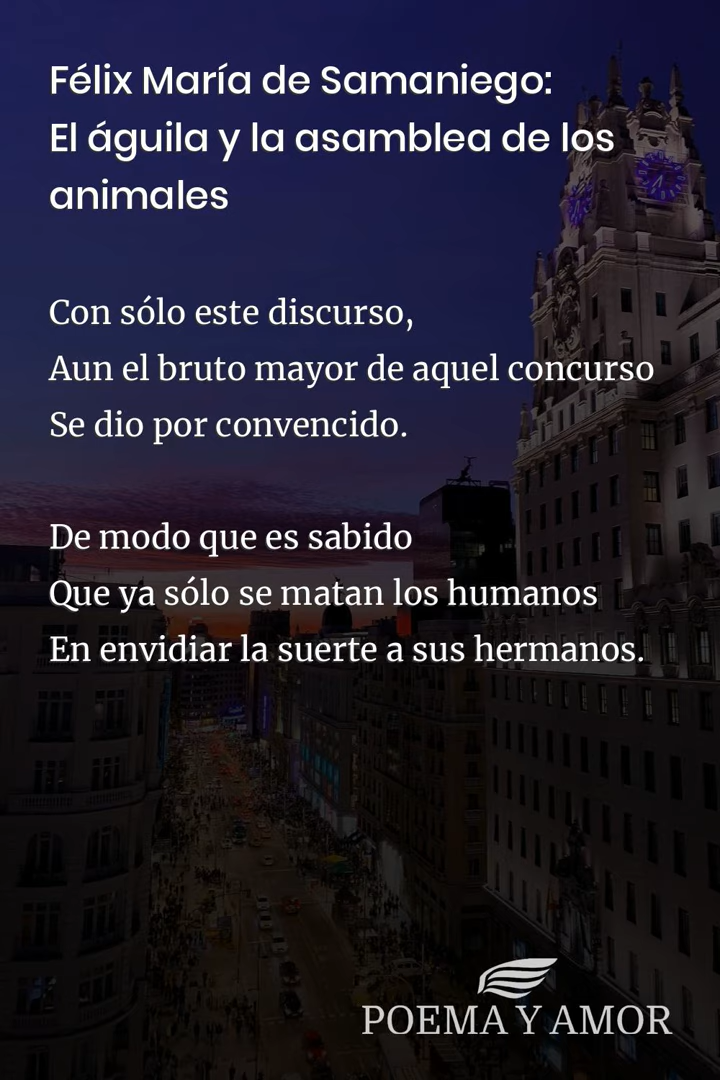 Félix María de Samaniego:
El águila y la asamblea de los
animales
Con sólo este discurso,
Aun el bruto mayor de aquel concurso
Se dio por convencido.
De modo que es sabido
Que ya sólo se matan los humanos
En envidiar la suerte a sus hermanos.
POEMA Y AMOR